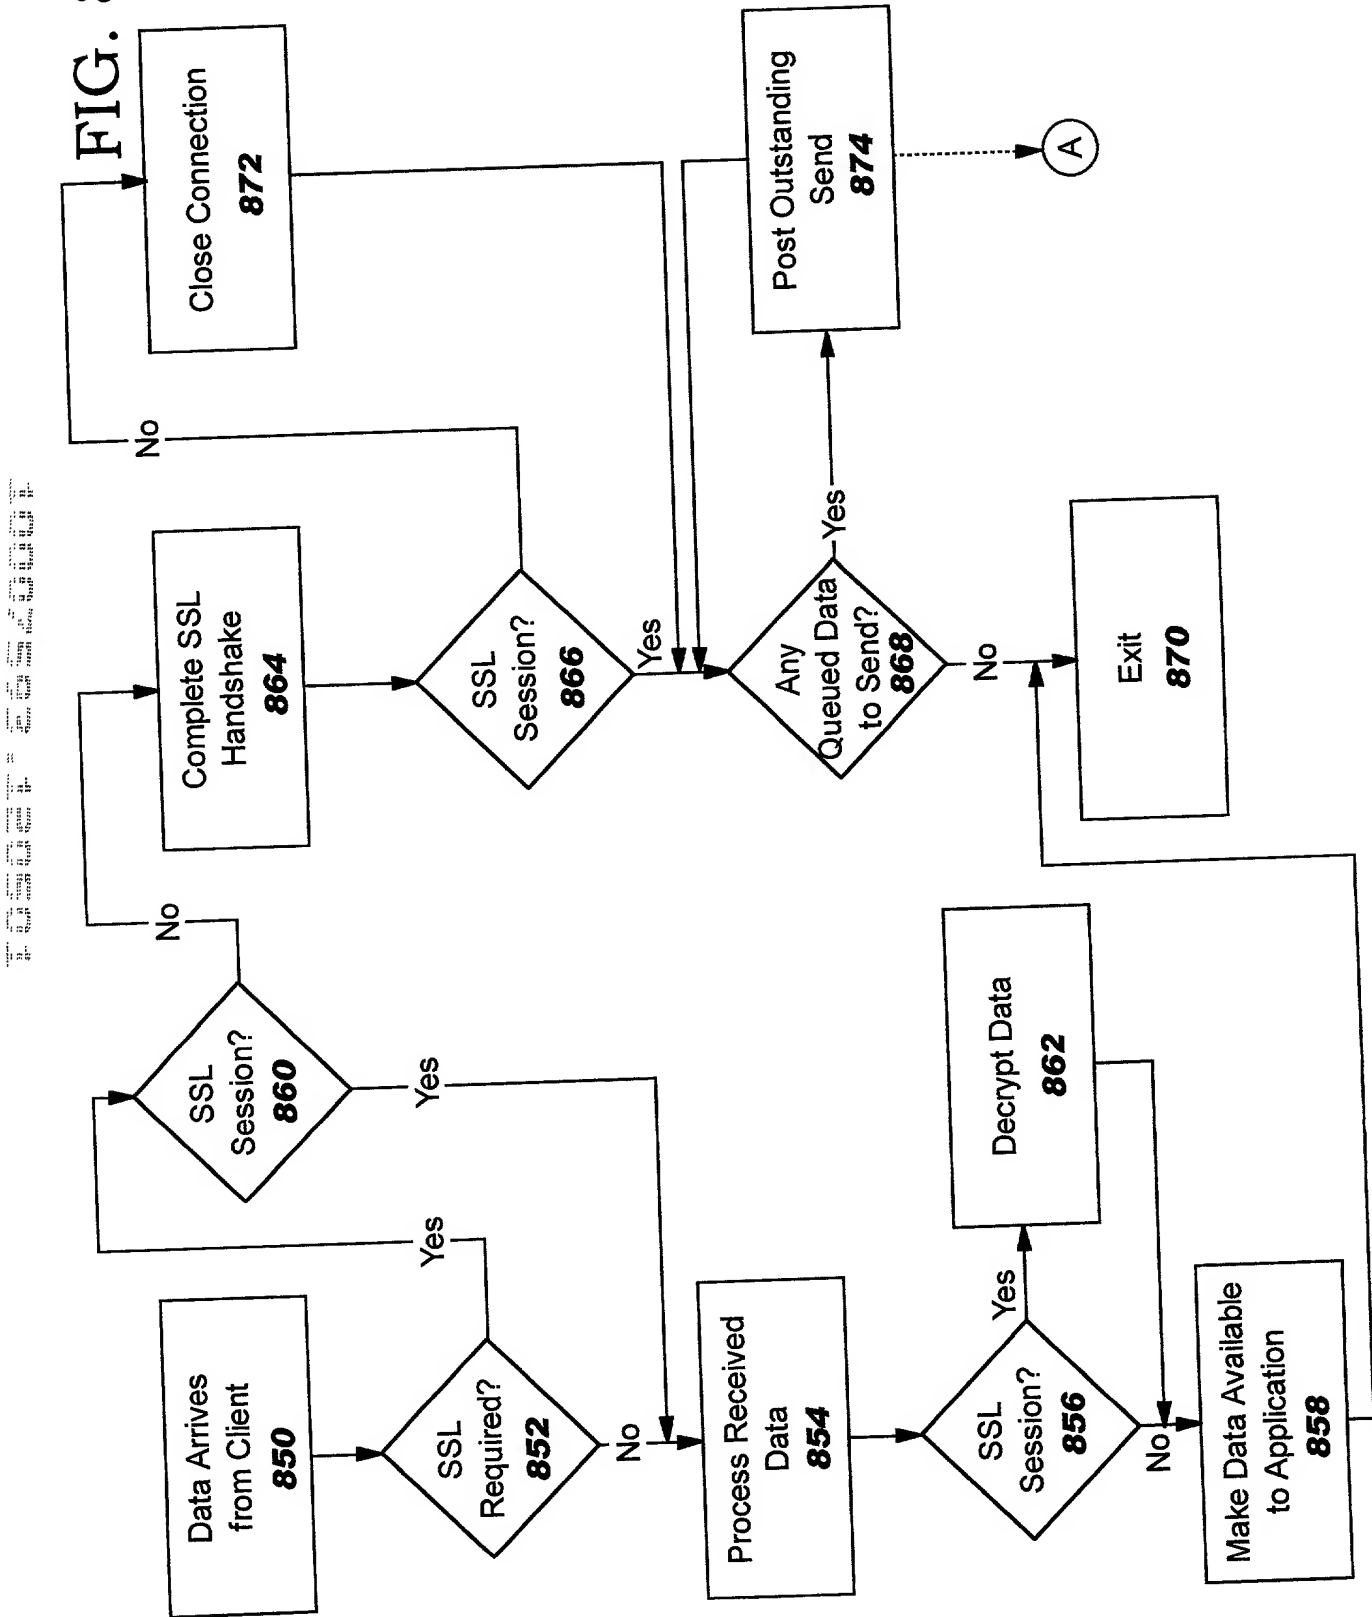 FIG.
Data Arrives
from Client
850
SSL
Required?
852
Yes
No
Process Received
Data
854
SSL
Session?
856
Yes
No
Make Data Available
to Application
858
SSL
Session?
860
No
Yes
Decrypt Data
862
Complete SSL
Handshake
864
SSL
Session?
866
No
Yes
Any
Queued Data
to Send?
868
Yes
No
Exit
870
Close Connection
872
Post Outstanding
Send
874
A